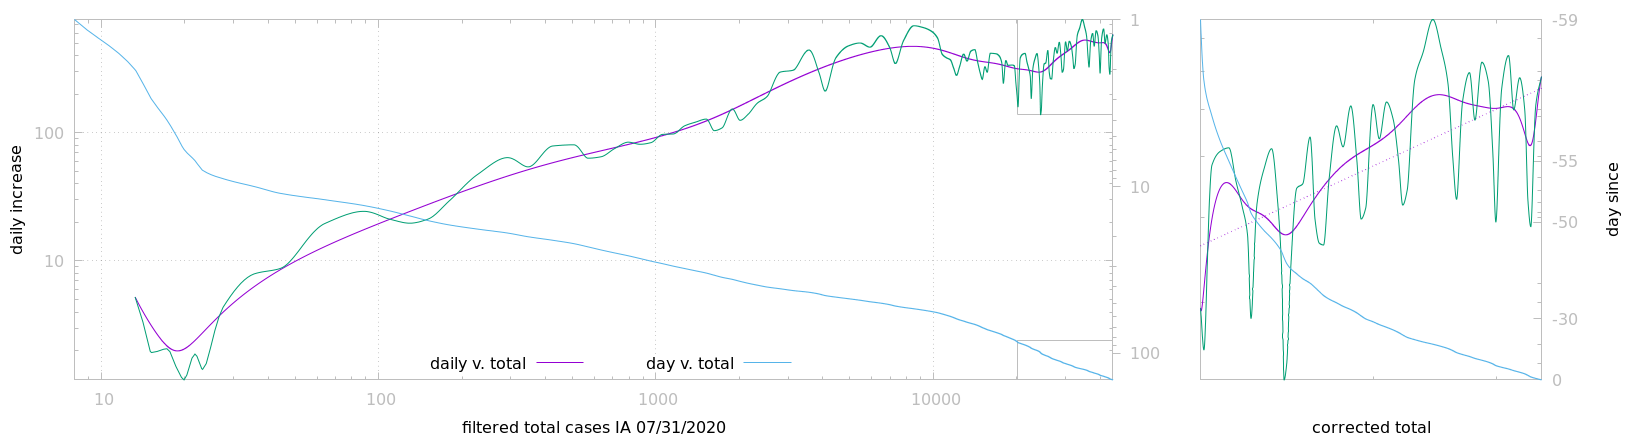 daily increase
100
10
10
100
1000
10000
daily v. total
day v. total
filtered total cases IA 07/31/2020
1
10
100
-59
-55
-50
-30
0
day since
corrected total